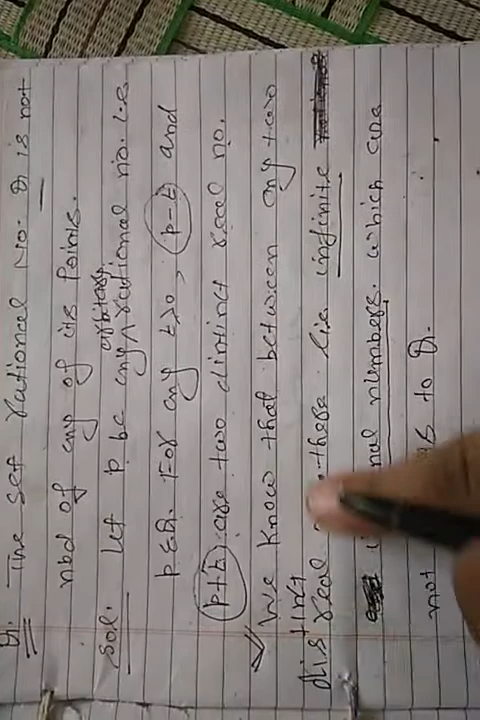 b. The set rational No. Q is not
nbd of any of its Points.
Sol. Let p be any arbitrary rational no. i.e
p∈Q. For any ε>0, p-ε and
p+ε are two distinct real no.
We know that between any two
distinct real there lie infinite
numbers. which are
not to Q.